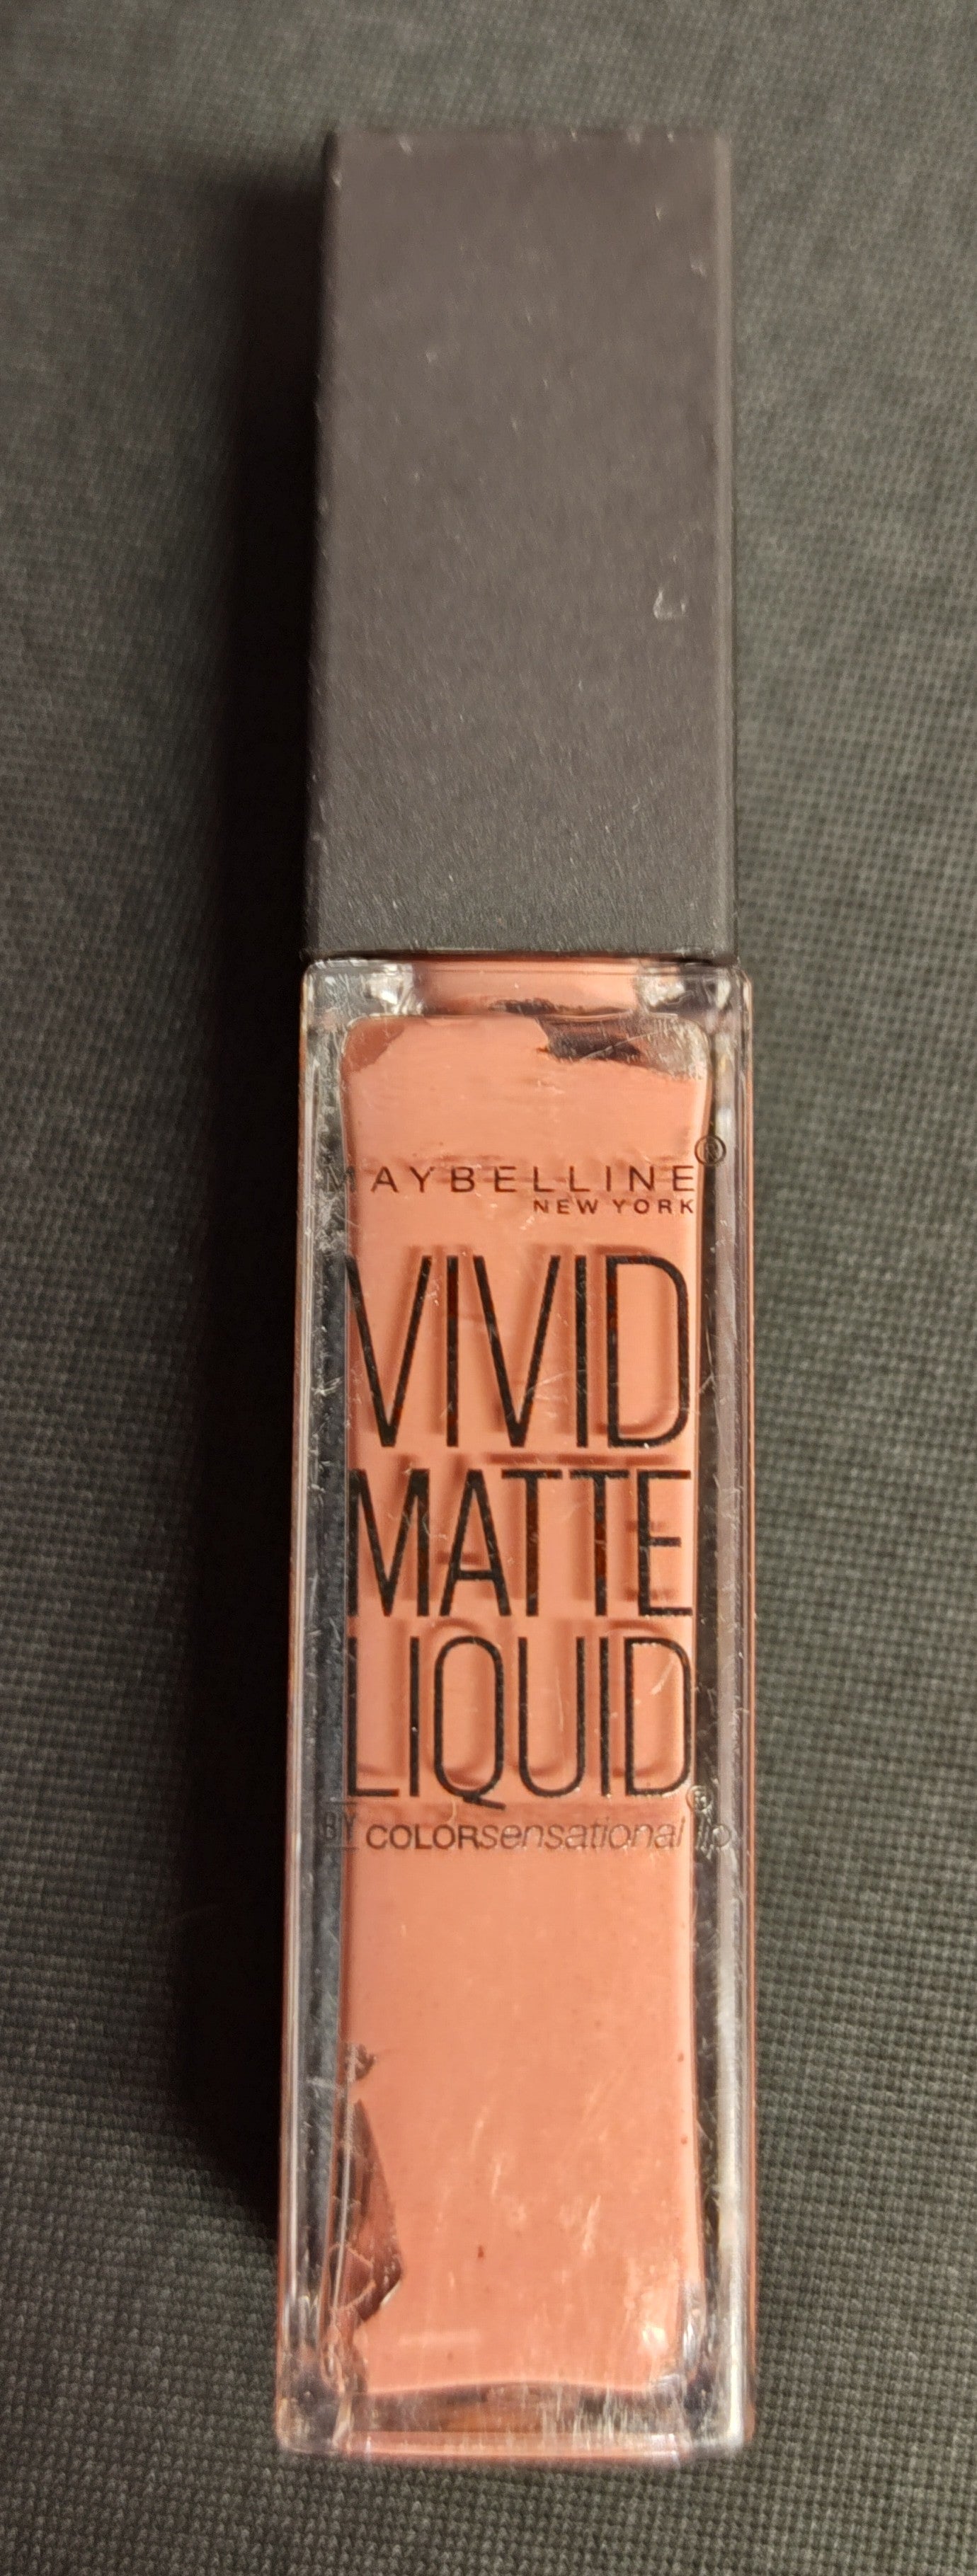 MAYBELLINE®
NEW YORK
VIVID
MATTE
LIQUID®
BY COLORsensational lip